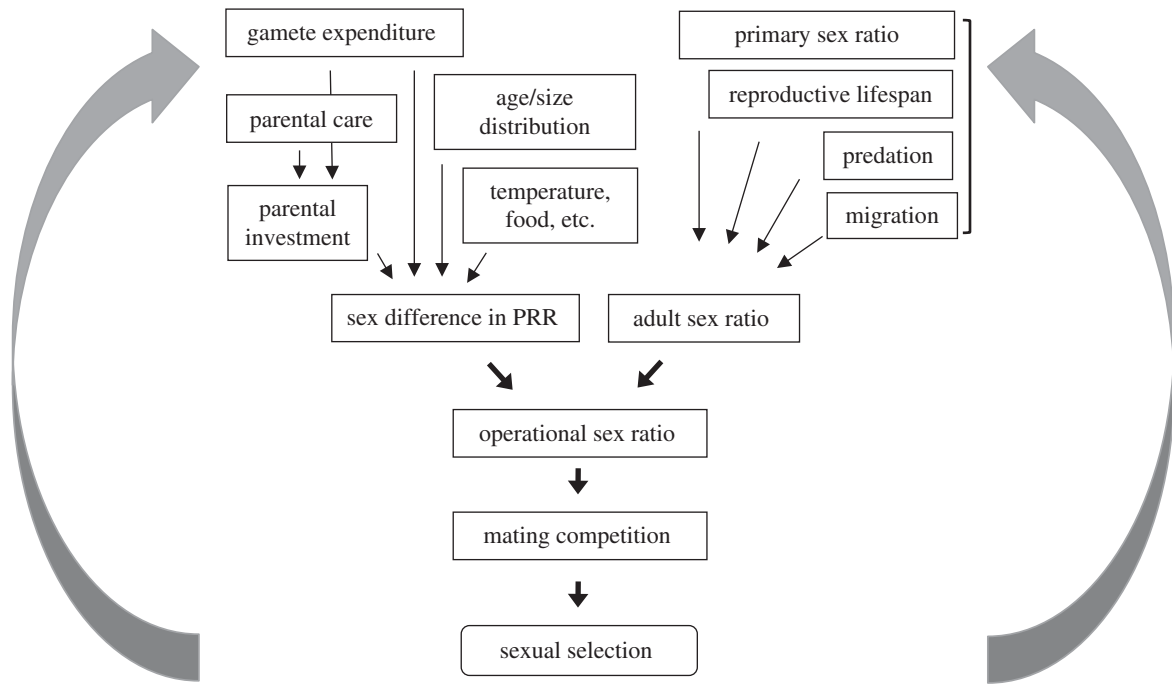 gamete expenditure
parental care
parental
investment
age/size
distribution
temperature,
food, etc.
primary sex ratio
reproductive lifespan
predation
migration
sex difference in PRR
adult sex ratio
operational sex ratio
mating competition
sexual selection